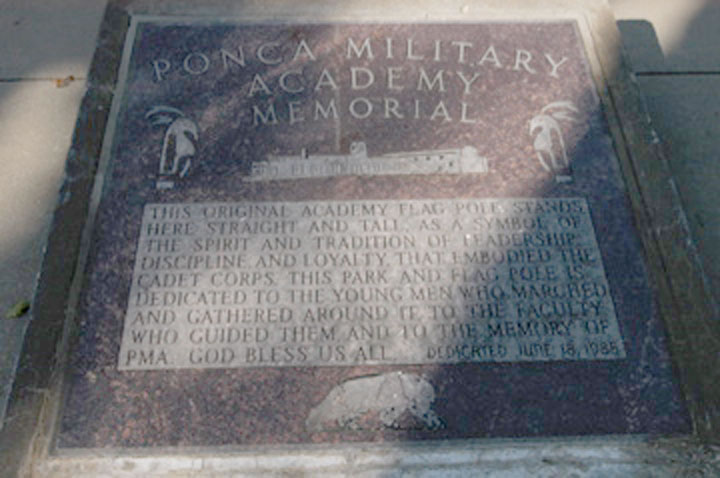 PONCA MILITARY
ACADEMY
MEMORIAL
THIS ORIGINAL ACADEMY FLAG POLE STANDS
HERE STRAIGHT AND TALL, AS A SYMBOL OF
THE SPIRIT AND TRADITION OF LEADERSHIP,
DISCIPLINE, AND LOYALTY, THAT EMBODIED THE
CADET CORPS. THIS PARK AND FLAG POLE IS
DEDICATED TO THE YOUNG MEN WHO MARCHED
AND GATHERED AROUND IT, TO THE FACULTY
WHO GUIDED THEM, AND TO THE MEMORY OF
PMA. GOD BLESS US ALL. DEDICATED JUNE 18, 1988